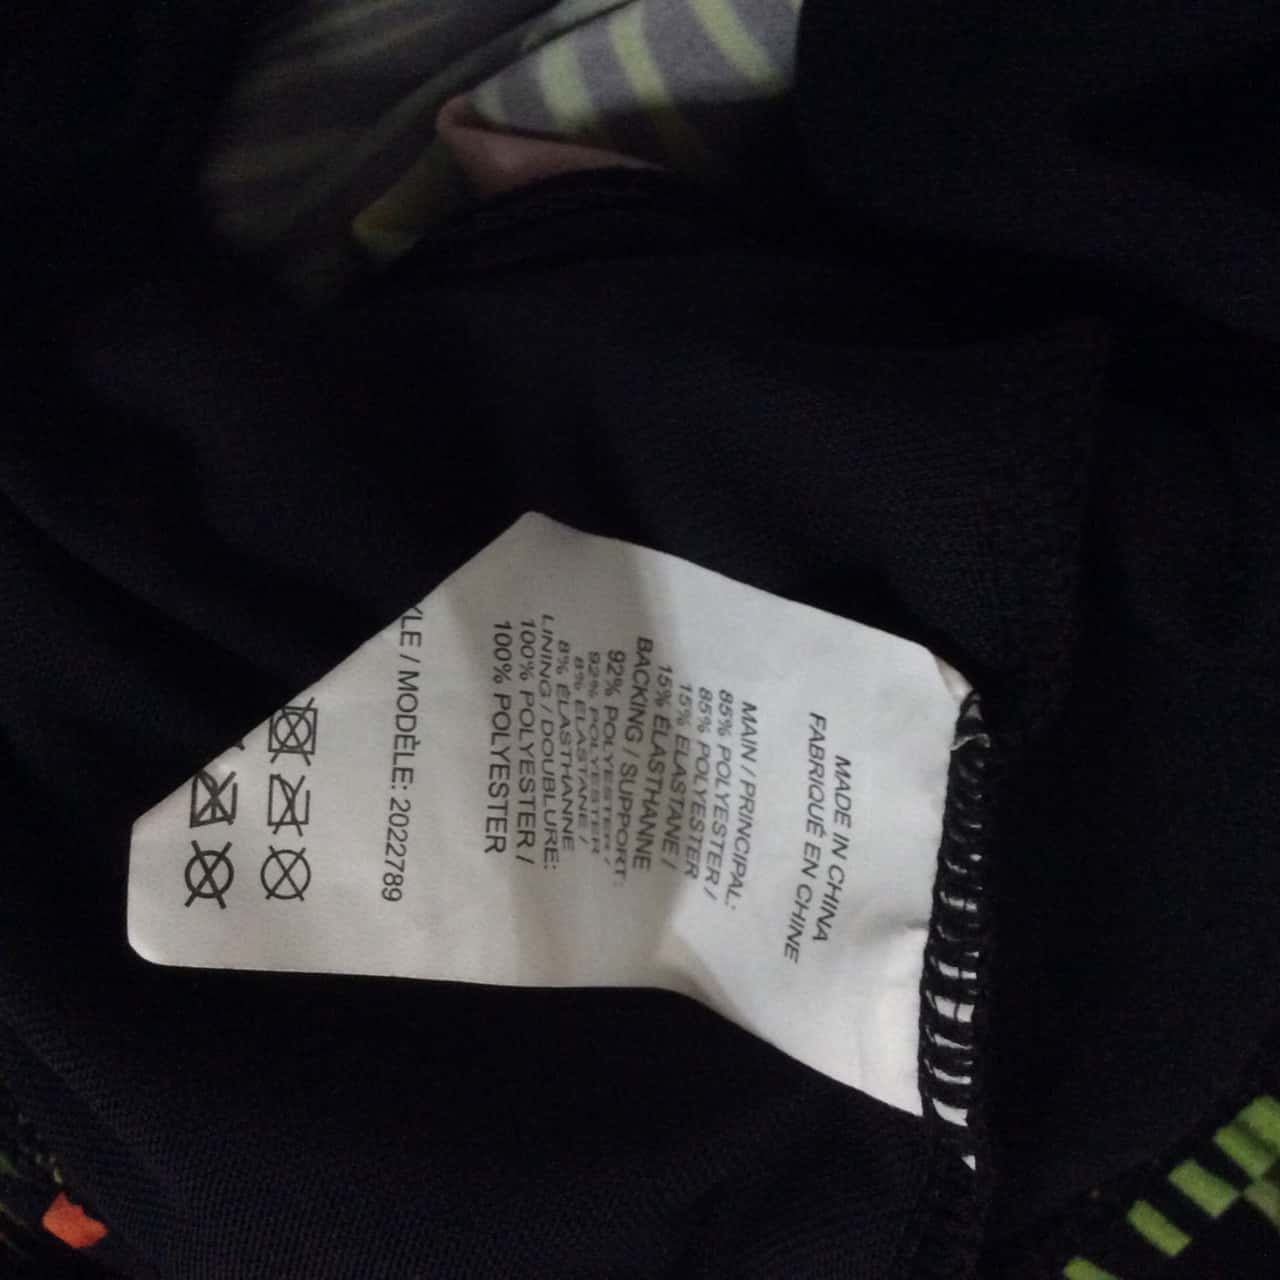 MADE IN CHINA
FABRIQUÉ EN CHINE
MAIN / PRINCIPAL:
85% POLYESTER /
85% POLYESTER
15% ELASTANE /
15% ÉLASTHANNE
BACKING / SUPPORT:
92% POLYESTER /
92% POLYESTER
8% ELASTANE /
8% ÉLASTHANNE
LINING / DOUBLURE:
100% POLYESTER /
100% POLYESTER
YLE / MODÈLE: 2022789